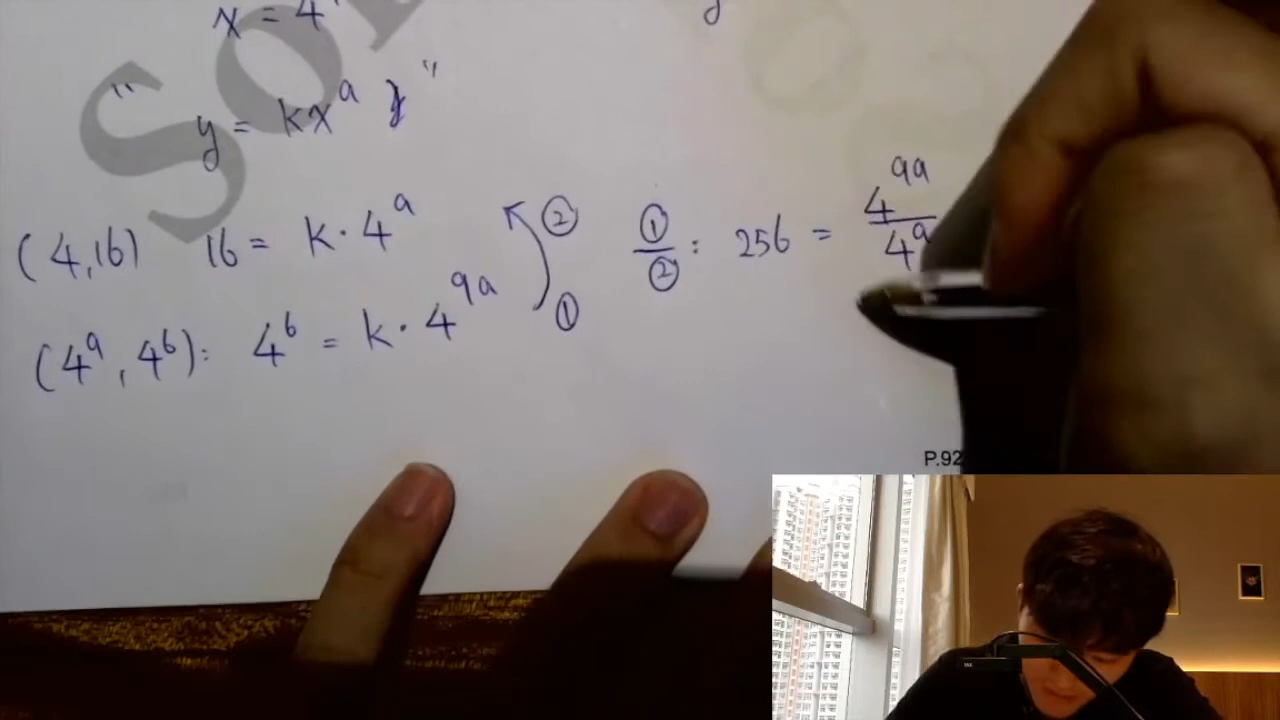 x = 4
SOL
" y = kx^a "
(4,16) 16 = k · 4^a ②
(4^9, 4^6): 4^6 = k · 4^9a ①
①/② : 256 = 4^9a / 4^a
P.92